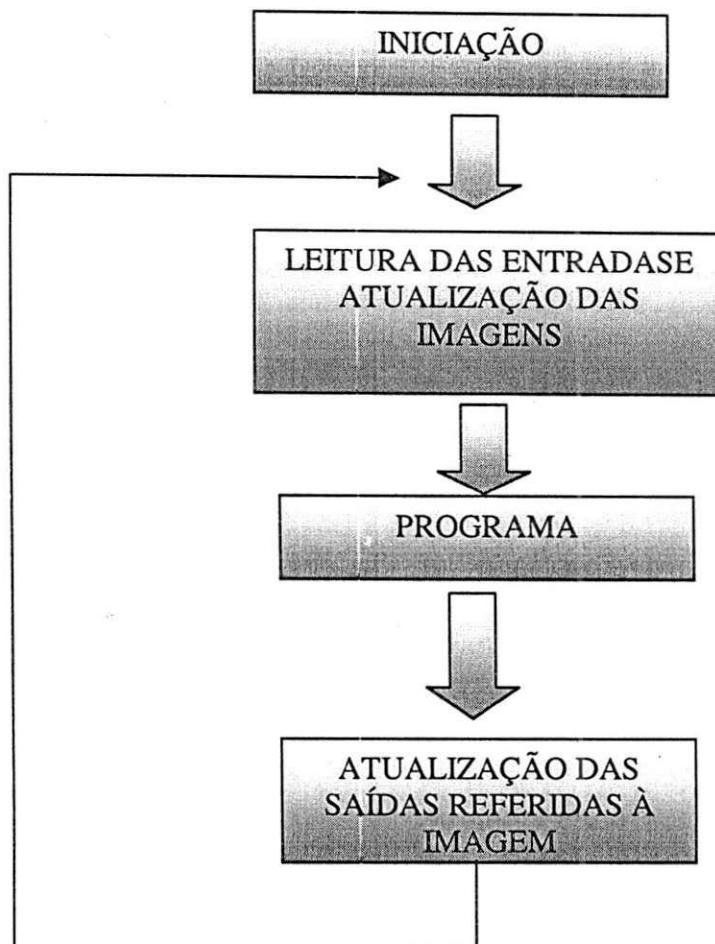 INICIAÇÃO
LEITURA DAS ENTRADASE
ATUALIZAÇÃO DAS
IMAGENS
PROGRAMA
ATUALIZAÇÃO DAS
SAÍDAS REFERIDAS À
IMAGEM